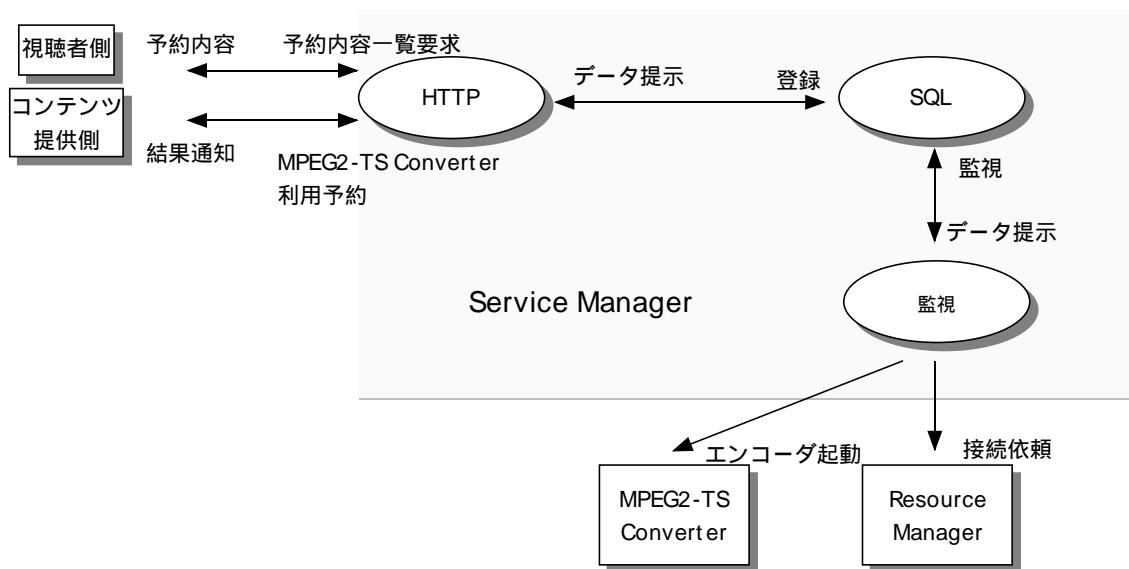 視聴者側
予約内容
予約内容一覧要求
HTTP
データ提示
登録
SQL
コンテンツ
提供側
結果通知
MPEG2-TS Converter
利用予約
監視
データ提示
Service Manager
監視
エンコーダ起動
接続依頼
MPEG2-TS
Converter
Resource
Manager